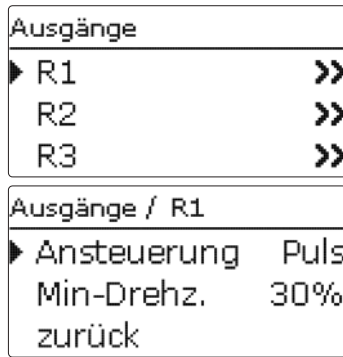 Ausgänge
▶ R1 >>
R2 >>
R3 >>
Ausgänge / R1
▶ Ansteuerung Puls
Min-Drehz. 30%
zurück